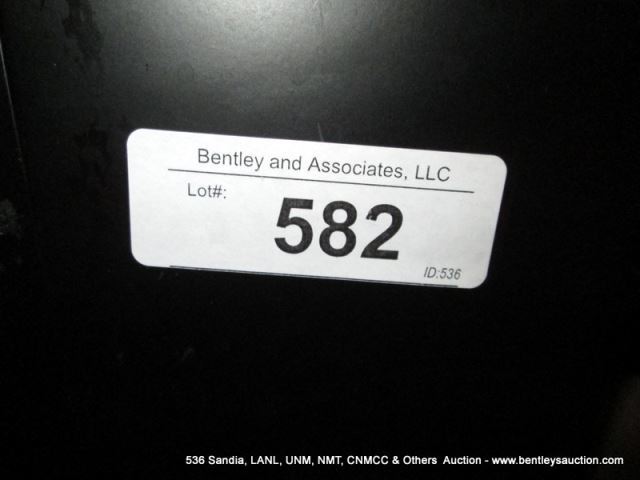 Bentley and Associates, LLC
Lot#:
582
ID:536
536 Sandia, LANL, UNM, NMT, CNMCC & Others Auction - www.bentleysauction.com